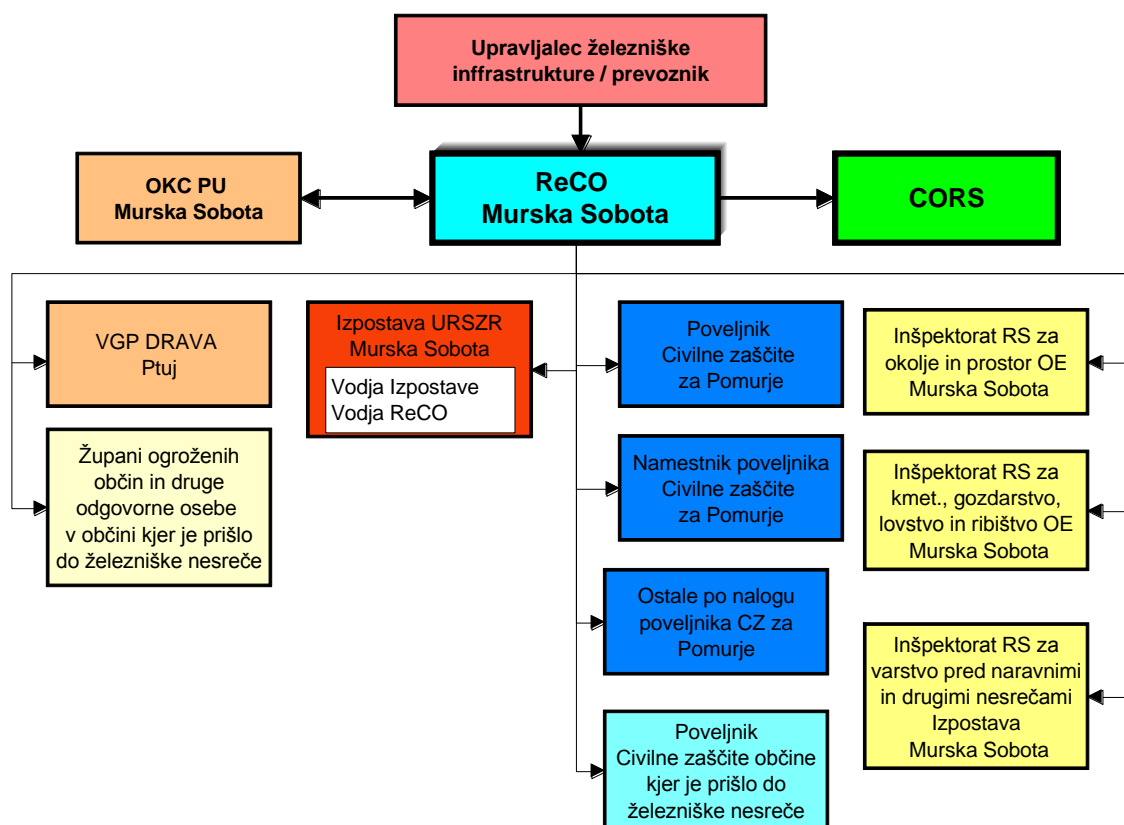 Upravljalec železniške
inffrastrukture / prevoznik
OKC PU
Murska Sobota
ReCO
Murska Sobota
CORS
VGP DRAVA
Ptuj
Izpostava URSZR
Murska Sobota
Vodja Izpostave
Vodja ReCO
Poveljnik
Civilne zaščite
za Pomurje
Inšpektorat RS za
okolje in prostor OE
Murska Sobota
Župani ogroženih
občin in druge
odgovorne osebe
v občini kjer je prišlo
do železniške nesreče
Namestnik poveljnika
Civilne zaščite
za Pomurje
Inšpektorat RS za
kmet., gozdarstvo,
lovstvo in ribištvo OE
Murska Sobota
Ostale po nalogu
poveljnika CZ za
Pomurje
Inšpektorat RS za
varstvo pred naravnimi
in drugimi nesrečami
Izpostava
Murska Sobota
Poveljnik
Civilne zaščite občine
kjer je prišlo do
železniške nesreče